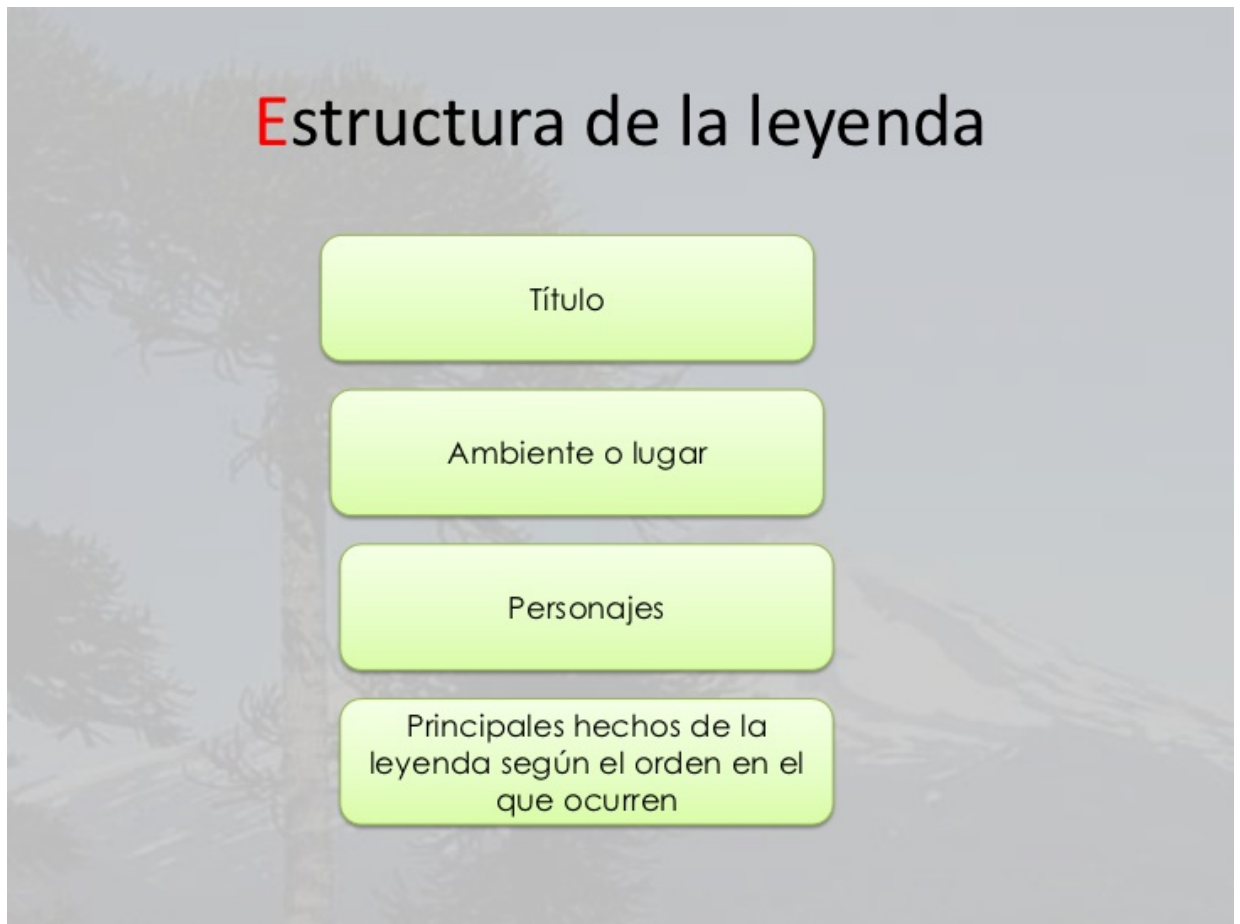 Estructura de la leyenda
Título
Ambiente o lugar
Personajes
Principales hechos de la
leyenda según el orden en el
que ocurren